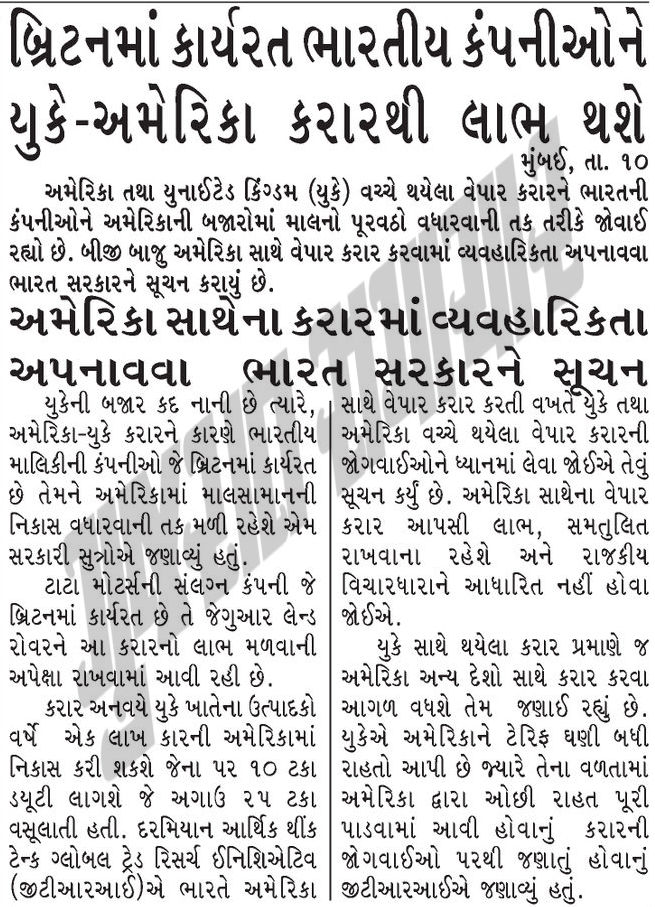 બ્રિટનમાં કાર્યરત ભારતીય કંપનીઓને
યુકે-અમેરિકા કરારથી લાભ થશે
મુંબઈ, તા. ૧૦
અમેરિકા તથા યુનાઈટેડ કિંગ્ડમ (યુકે) વચ્ચે થયેલા વેપાર કરારને ભારતની
કંપનીઓને અમેરિકાની બજારોમાં માલનો પૂરવઠો વધારવાની તક તરીકે જોવાઈ
રહ્યો છે. બીજી બાજુ અમેરિકા સાથે વેપાર કરાર કરવામાં વ્યવહારિકતા અપનાવવા
ભારત સરકારને સૂચન કરાયું છે.
અમેરિકા સાથેના કરારમાં વ્યવહારિકતા
અપનાવવા ભારત સરકારને સૂચન
યુકેની બજાર કદ નાની છે ત્યારે,
અમેરિકા-યુકે કરારને કારણે ભારતીય
માલિકીની કંપનીઓ જે બ્રિટનમાં કાર્યરત
છે તેમને અમેરિકામાં માલસામાનની
નિકાસ વધારવાની તક મળી રહેશે એમ
સરકારી સુત્રોએ જણાવ્યું હતું.
ટાટા મોટર્સની સંલગ્ન કંપની જે
બ્રિટનમાં કાર્યરત છે તે જેગુઆર લેન્ડ
રોવરને આ કરારનો લાભ મળવાની
અપેક્ષા રાખવામાં આવી રહી છે.
કરાર અનવયે યુકે ખાતેના ઉત્પાદકો
વર્ષે એક લાખ કારની અમેરિકામાં
નિકાસ કરી શકશે જેના પર ૧૦ ટકા
ડયૂટી લાગશે જે અગાઉ ૨૫ ટકા
વસૂલાતી હતી. દરમિયાન આર્થિક થીંક
ટેન્ક ગ્લોબલ ટ્રેડ રિસર્ચ ઈનિશિએટિવ
(જીટીઆરઆઈ)એ ભારતે અમેરિકા
સાથે વેપાર કરાર કરતી વખતે યુકે તથા
અમેરિકા વચ્ચે થયેલા વેપાર કરારની
જોગવાઈઓને ધ્યાનમાં લેવા જોઈએ તેવું
સૂચન કર્યું છે. અમેરિકા સાથેના વેપાર
કરાર આપસી લાભ, સમતુલિત
રાખવાના રહેશે અને રાજકીય
વિચારધારાને આધારિત નહીં હોવા
જોઈએ.
યુકે સાથે થયેલા કરાર પ્રમાણે જ
અમેરિકા અન્ય દેશો સાથે કરાર કરવા
આગળ વધશે તેમ જણાઈ રહ્યું છે.
યુકેએ અમેરિકાને ટેરિફ ઘણી બધી
રાહતો આપી છે જ્યારે તેના વળતામાં
અમેરિકા દ્વારા ઓછી રાહત પૂરી
પાડવામાં આવી હોવાનું કરારની
જોગવાઈઓ પરથી જણાતું હોવાનું
જીટીઆરઆઈએ જણાવ્યું હતું.
ગુજરાત સમાચાર